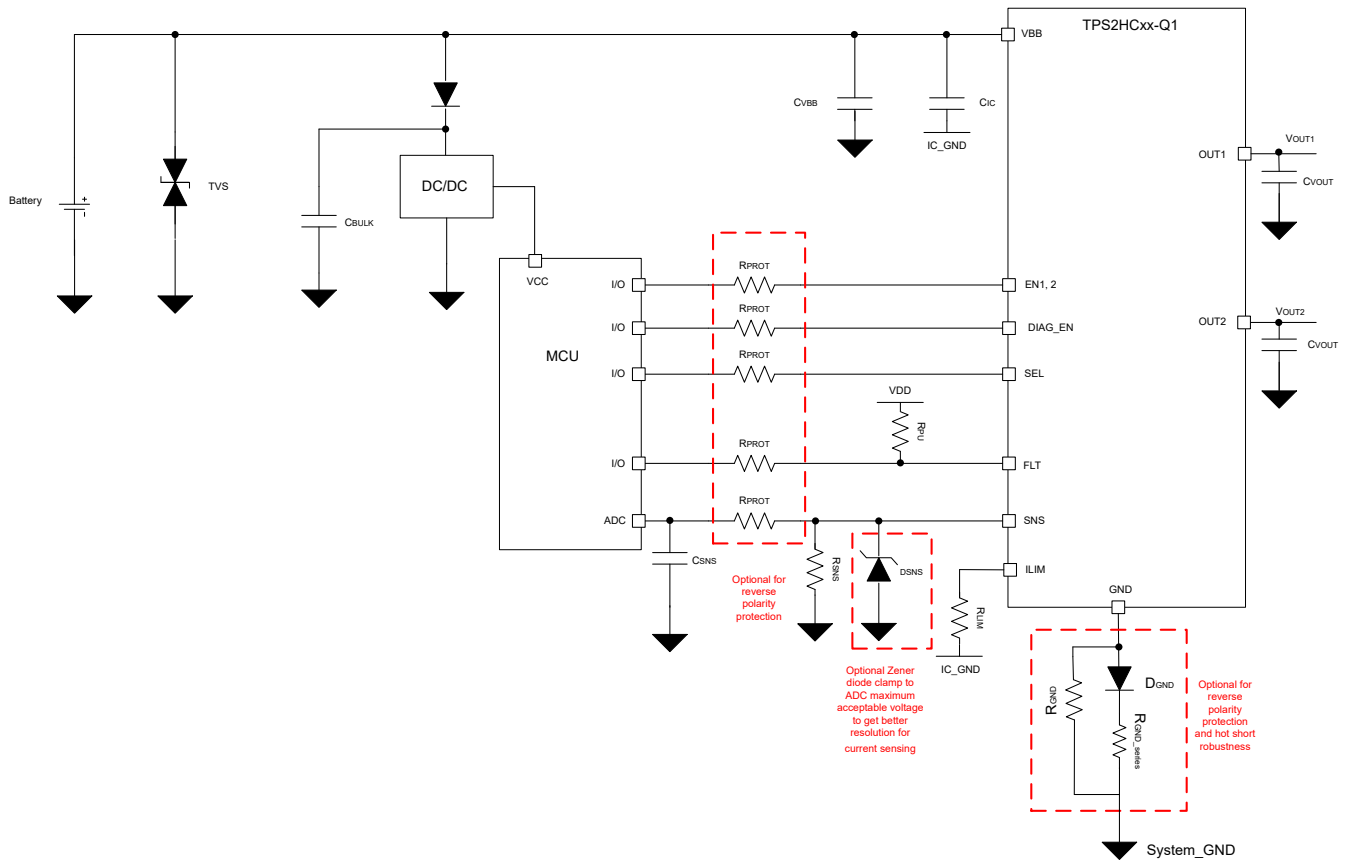 TPS2HCxx-Q1
VBB
CVBB
CIC
IC_GND
OUT1
VOUT1
CVOUT
DC/DC
TVS
Battery
+
-
CBULK
VCC
RPROT
I/O
EN1, 2
RPROT
I/O
DIAG_EN
OUT2
VOUT2
CVOUT
MCU
RPROT
I/O
SEL
VDD
RPU
RPROT
I/O
FLT
RPROT
ADC
SNS
CSNS
RSNS
DSNS
ILIM
RLIM
IC_GND
GND
Optional for
reverse
polarity
protection
Optional Zener
diode clamp to
ADC maximum
acceptable voltage
to get better
resolution for
current sensing
RGND
DGND
RGND_series
Optional for
reverse
polarity
protection
and hot short
robustness
System_GND